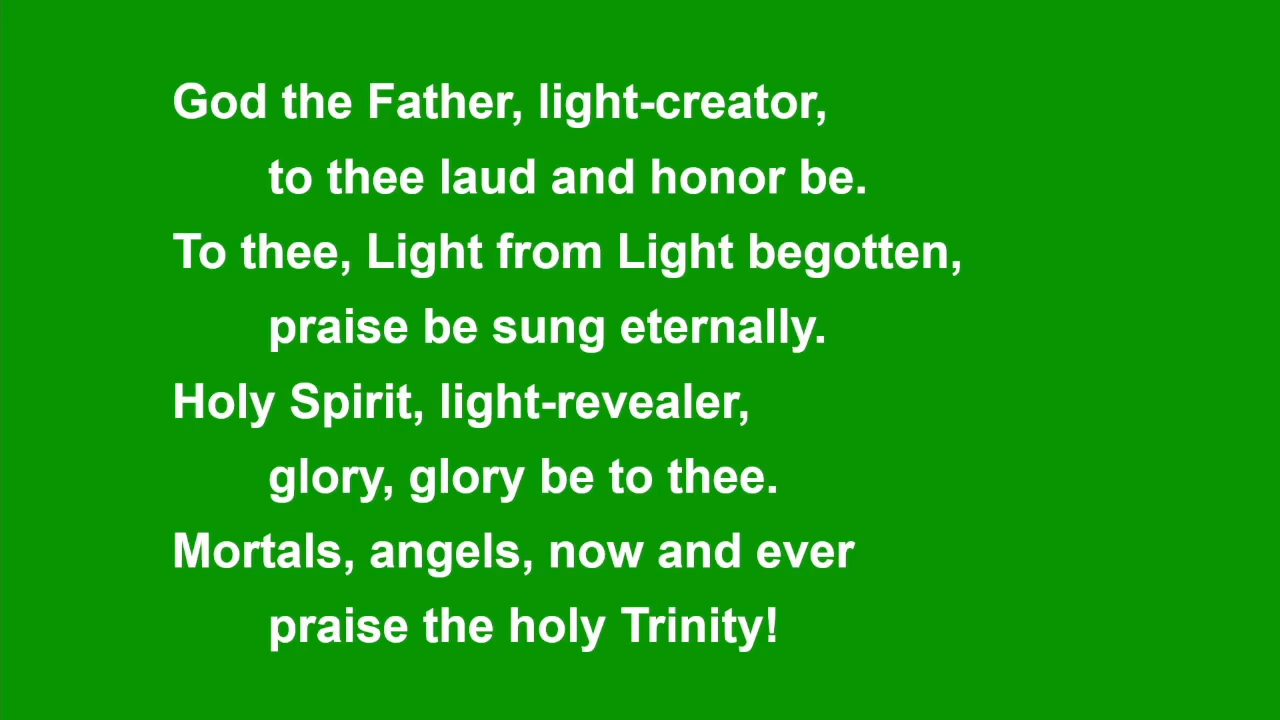 God the Father, light-creator,
to thee laud and honor be.
To thee, Light from Light begotten,
praise be sung eternally.
Holy Spirit, light-revealer,
glory, glory be to thee.
Mortals, angels, now and ever
praise the holy Trinity!